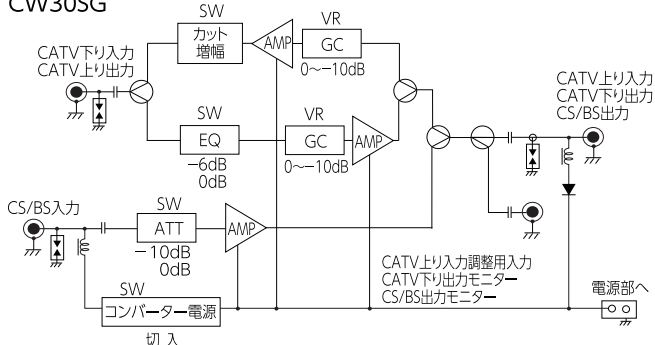 CW30SG
SW
カット
増幅
AMP
VR
GC
0～−10dB
CATV下り入力
CATV上り出力
SW
EQ
−6dB
0dB
VR
GC
0～−10dB
AMP
CATV上り入力
CATV下り出力
CS/BS出力
CS/BS入力
SW
ATT
−10dB
0dB
AMP
CATV上り入力調整用入力
CATV下り出力モニター
CS/BS出力モニター
SW
コンバーター電源
切 入
電源部へ